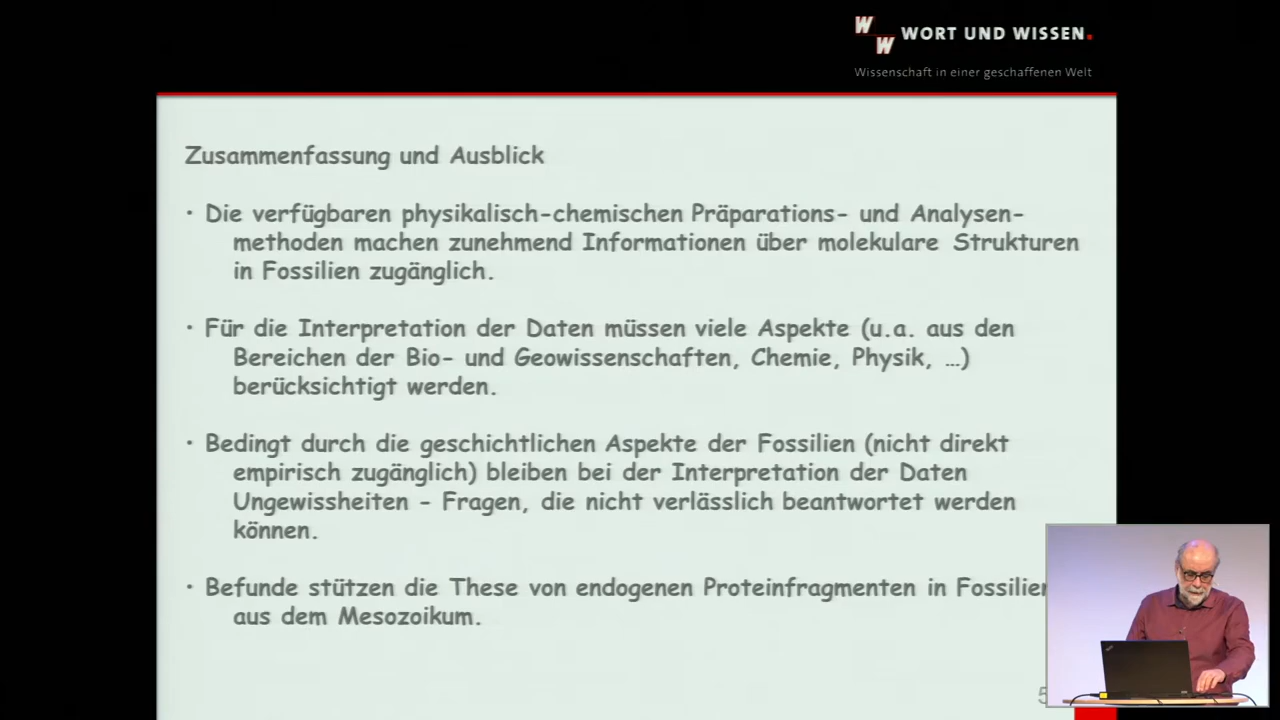 W
W
WORT UND WISSEN.
Wissenschaft in einer geschaffenen Welt
Zusammenfassung und Ausblick
• Die verfügbaren physikalisch-chemischen Präparations- und Analysen-
methoden machen zunehmend Informationen über molekulare Strukturen
in Fossilien zugänglich.
• Für die Interpretation der Daten müssen viele Aspekte (u.a. aus den
Bereichen der Bio- und Geowissenschaften, Chemie, Physik, …)
berücksichtigt werden.
• Bedingt durch die geschichtlichen Aspekte der Fossilien (nicht direkt
empirisch zugänglich) bleiben bei der Interpretation der Daten
Ungewissheiten - Fragen, die nicht verlässlich beantwortet werden
können.
• Befunde stützen die These von endogenen Proteinfragmenten in Fossilien
aus dem Mesozoikum.